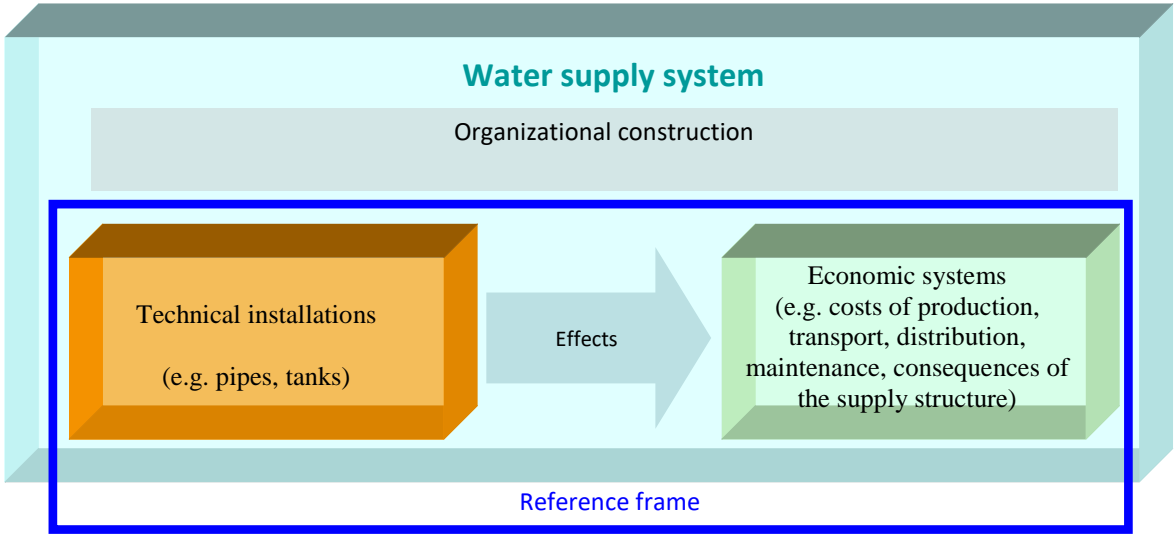 Water supply system
Organizational construction
Technical installations
(e.g. pipes, tanks)
Effects
Economic systems
(e.g. costs of production,
transport, distribution,
maintenance, consequences of
the supply structure)
Reference frame